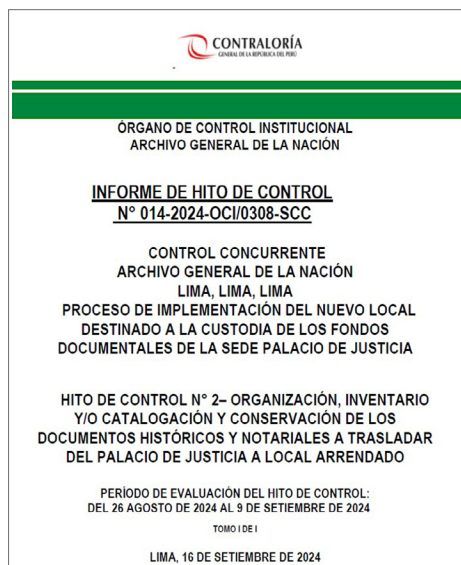 CONTRALORÍA
GENERAL DE LA REPÚBLICA DEL PERÚ
ÓRGANO DE CONTROL INSTITUCIONAL
ARCHIVO GENERAL DE LA NACIÓN
INFORME DE HITO DE CONTROL
N° 014-2024-OCI/0308-SCC
CONTROL CONCURRENTE
ARCHIVO GENERAL DE LA NACIÓN
LIMA, LIMA, LIMA
PROCESO DE IMPLEMENTACIÓN DEL NUEVO LOCAL
DESTINADO A LA CUSTODIA DE LOS FONDOS
DOCUMENTALES DE LA SEDE PALACIO DE JUSTICIA
HITO DE CONTROL N° 2– ORGANIZACIÓN, INVENTARIO
Y/O CATALOGACIÓN Y CONSERVACIÓN DE LOS
DOCUMENTOS HISTÓRICOS Y NOTARIALES A TRASLADAR
DEL PALACIO DE JUSTICIA A LOCAL ARRENDADO
PERÍODO DE EVALUACIÓN DEL HITO DE CONTROL:
DEL 26 AGOSTO DE 2024 AL 9 DE SETIEMBRE DE 2024
TOMO I DE I
LIMA, 16 DE SETIEMBRE DE 2024